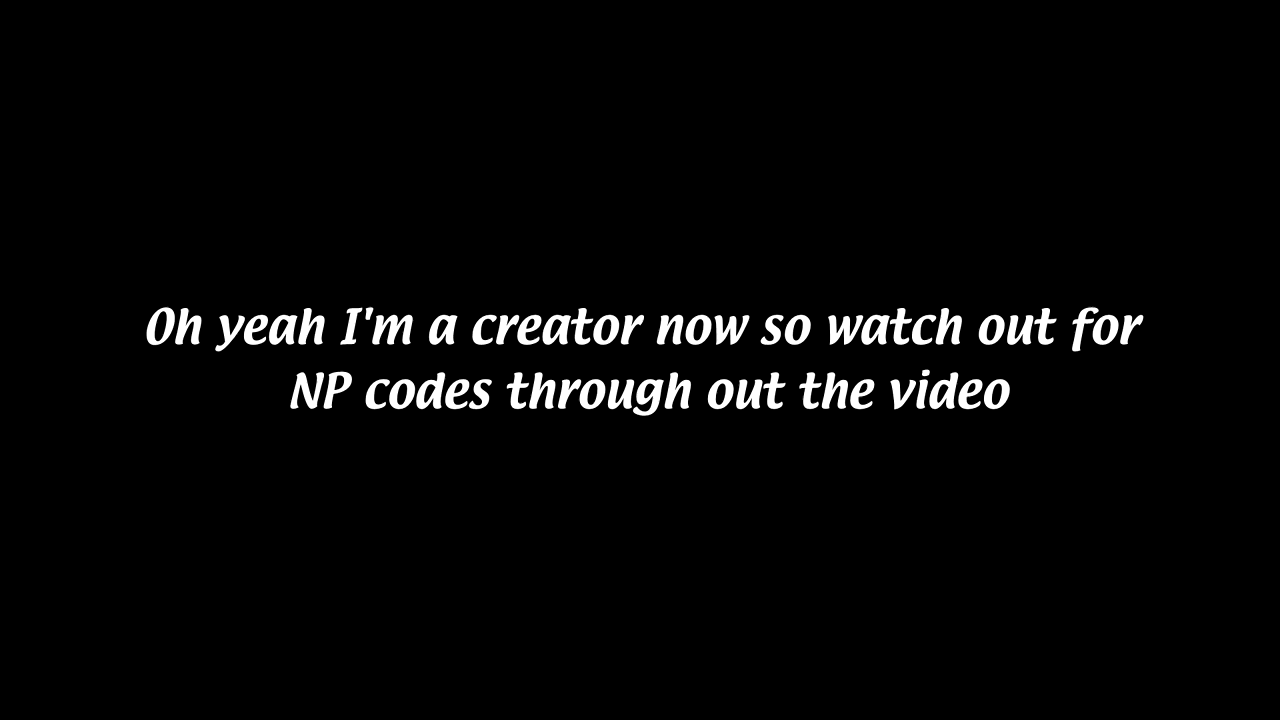 Oh yeah I'm a creator now so watch out for
NP codes through out the video